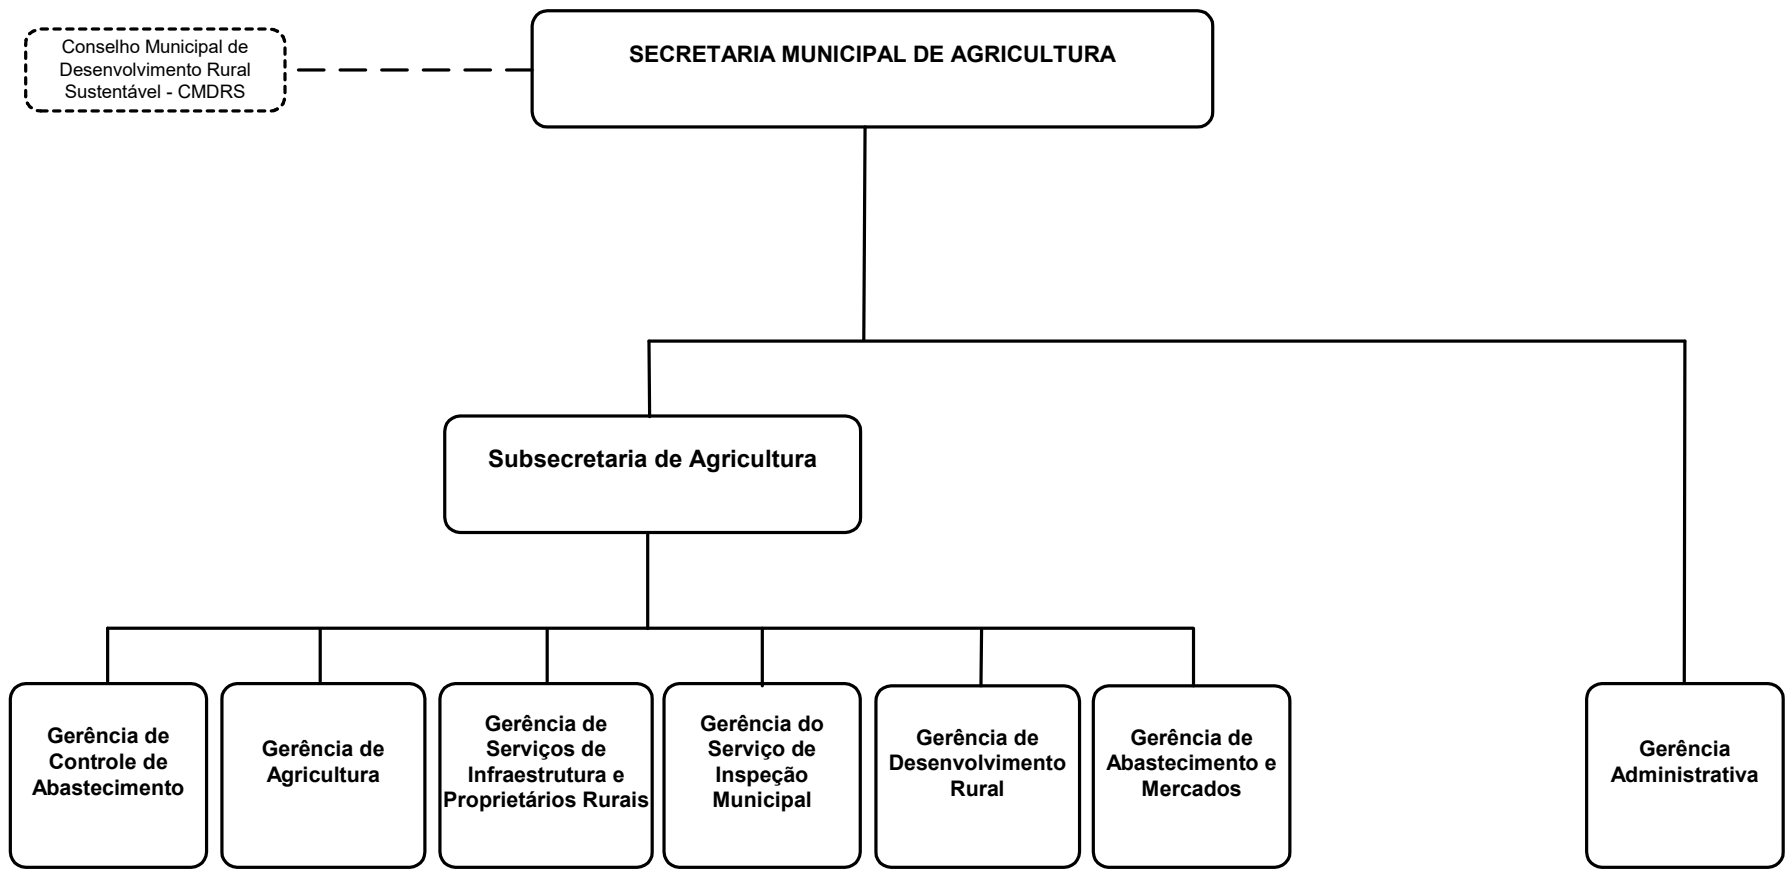 Conselho Municipal de
Desenvolvimento Rural
Sustentável - CMDRS
SECRETARIA MUNICIPAL DE AGRICULTURA
Subsecretaria de Agricultura
Gerência de
Controle de
Abastecimento
Gerência de
Agricultura
Gerência de
Serviços de
Infraestrutura e
Proprietários Rurais
Gerência do
Serviço de
Inspeção
Municipal
Gerência de
Desenvolvimento
Rural
Gerência de
Abastecimento e
Mercados
Gerência
Administrativa